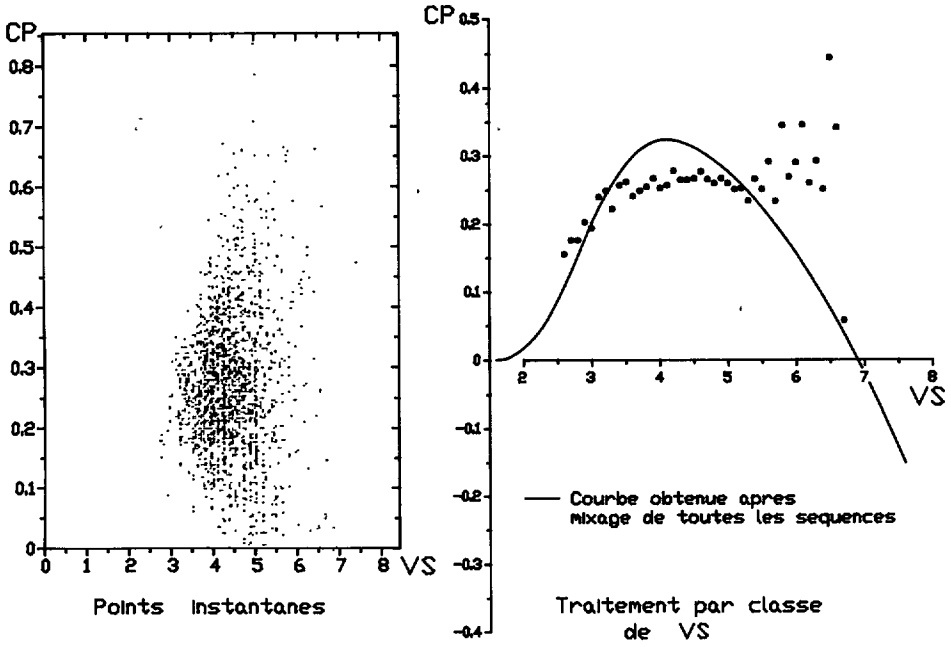 CP
0.8
0.7
0.6
0.5
0.4
0.3
0.2
0.1
0
0 1 2 3 4 5 6 7 8 VS
Points Instantanes
CP
0.5
0.4
0.3
0.2
0.1
0
-0.1
-0.2
-0.3
-0.4
2 3 4 5 6 7
VS
Courbe obtenue apres
mixage de toutes les sequences
Traitement par classe
de VS